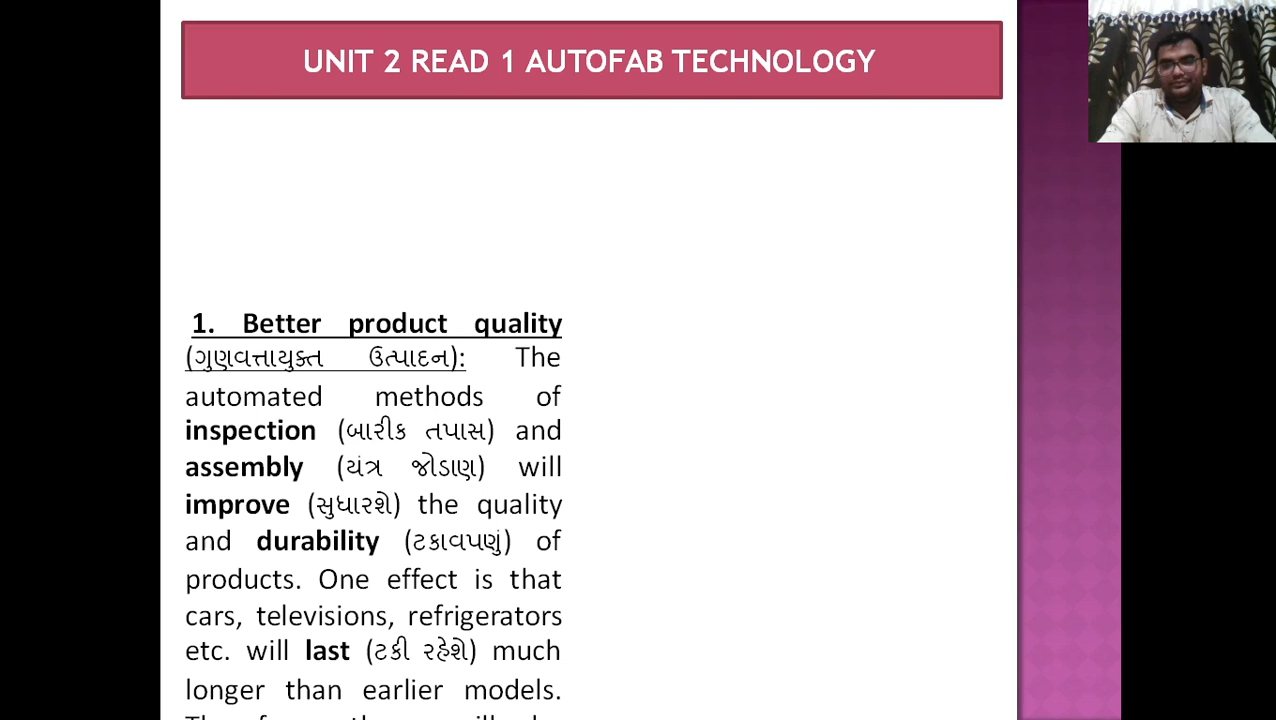 UNIT 2 READ 1 AUTOFAB TECHNOLOGY
1. Better product quality
(ગુણવત્તાયુક્ત ઉત્પાદન): The
automated methods of
inspection (બારીક તપાસ) and
assembly (યંત્ર જોડાણ) will
improve (સુધારશે) the quality
and durability (ટકાવપણું) of
products. One effect is that
cars, televisions, refrigerators
etc. will last (ટકી રહેશે) much
longer than earlier models.